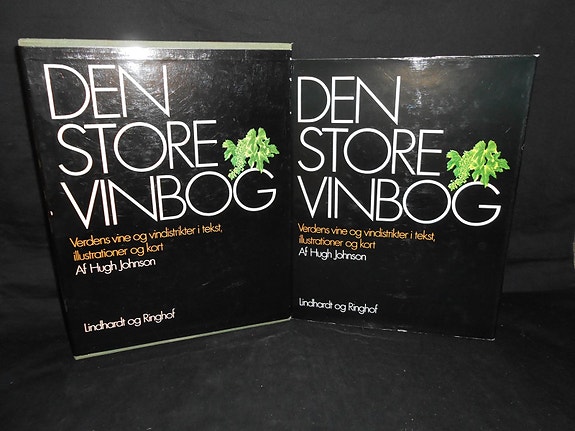 DEN
STORE
VINBOG
Verdens vine og vindistrikter i tekst,
illustrationer og kort
Af Hugh Johnson
Lindhardt og Ringhof
DEN
STORE
VINBOG
Verdens vine og vindistrikter i tekst,
illustrationer og kort
Af Hugh Johnson
Lindhardt og Ringhof